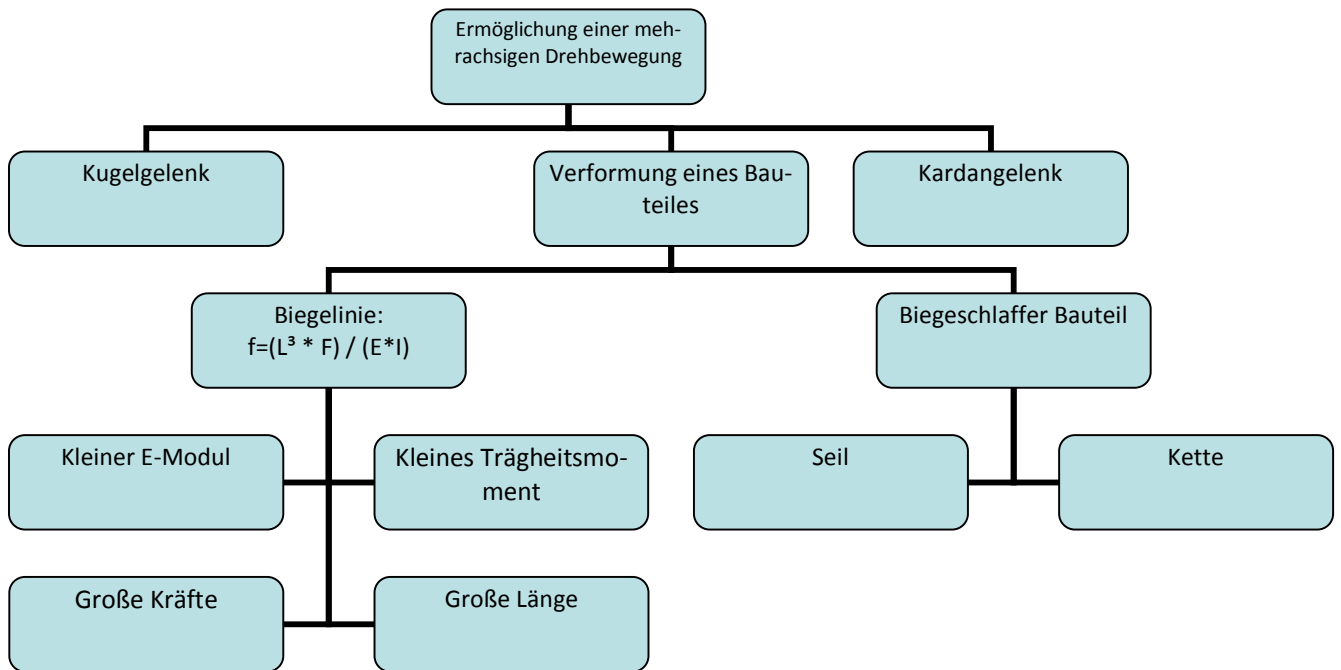 Ermöglichung einer meh-
rachsigen Drehbewegung
Kugelgelenk
Verformung eines Bau-
teiles
Kardangelenk
Biegelinie:
f=(L³ * F) / (E*I)
Biegeschlaffer Bauteil
Kleiner E-Modul
Kleines Trägheitsmo-
ment
Seil
Kette
Große Kräfte
Große Länge